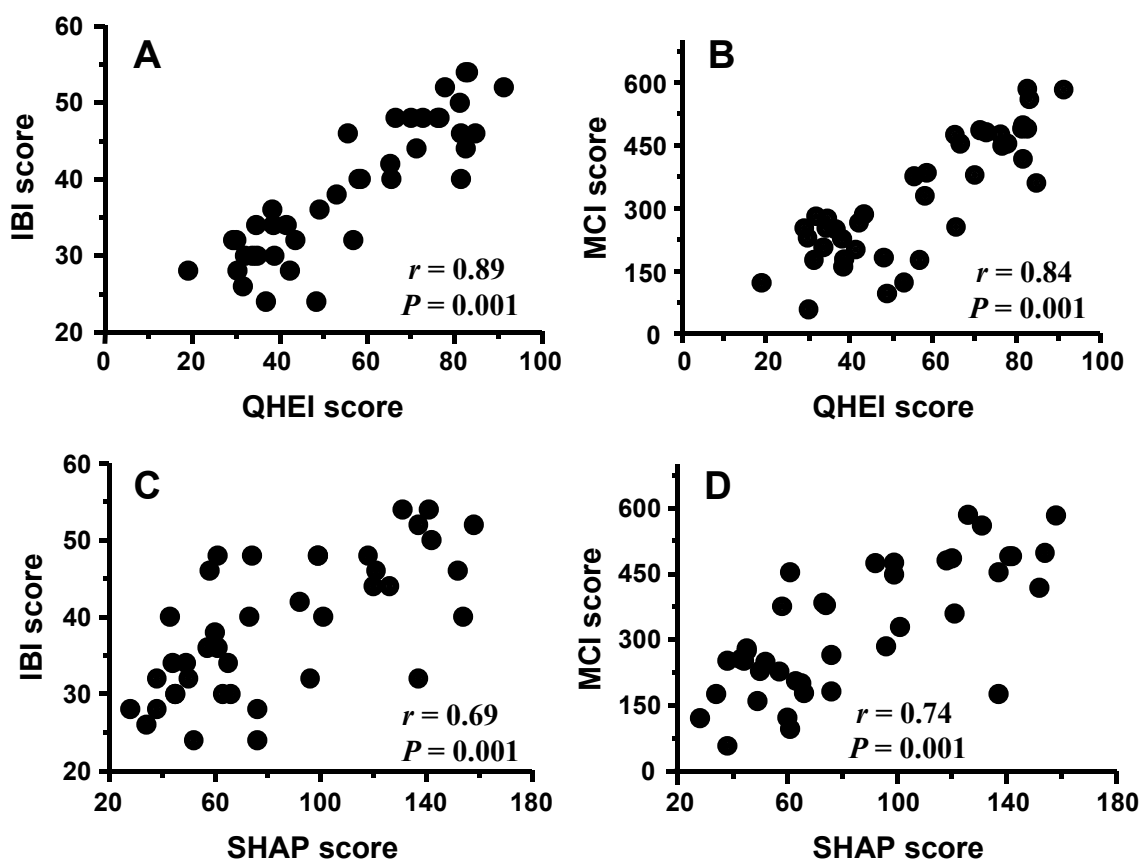 A
IBI score
60
50
40
30
20
0 20 40 60 80 100
QHEI score
r = 0.89
P = 0.001
B
MCI score
600
450
300
150
0
0 20 40 60 80 100
QHEI score
r = 0.84
P = 0.001
C
IBI score
60
50
40
30
20
20 60 100 140 180
SHAP score
r = 0.69
P = 0.001
D
MCI score
600
450
300
150
0
20 60 100 140 180
SHAP score
r = 0.74
P = 0.001